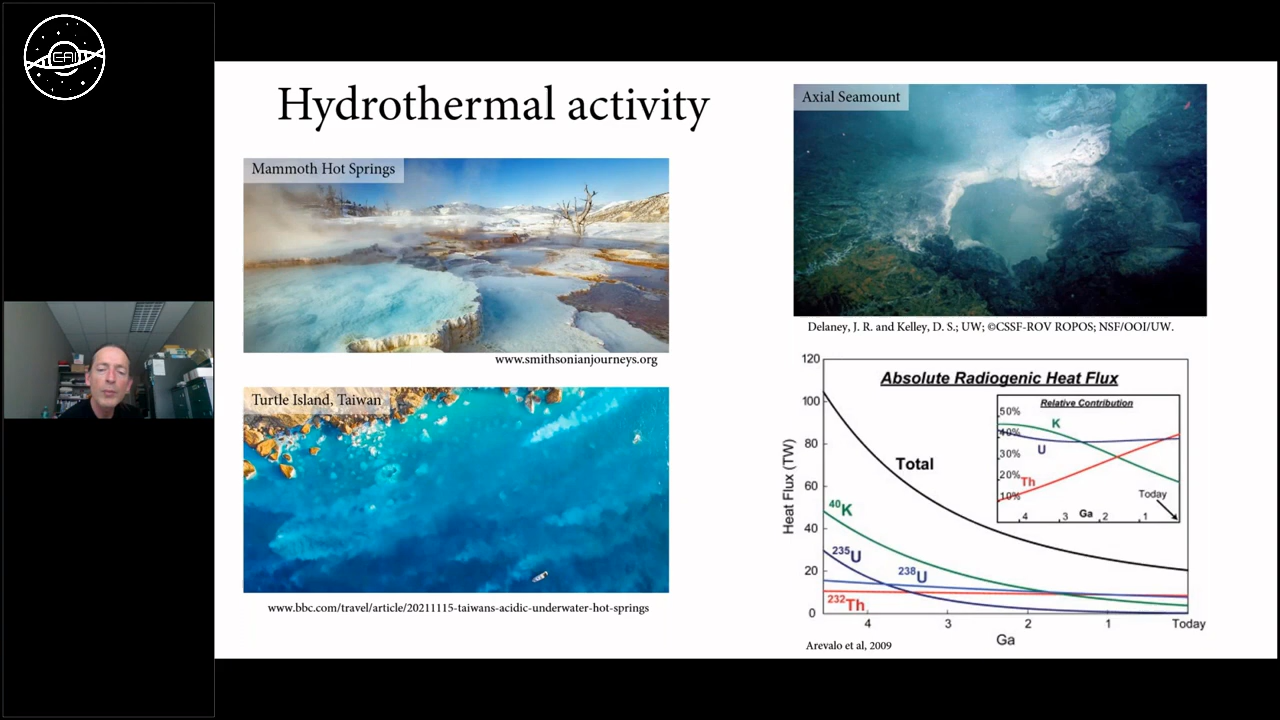 EAI
Hydrothermal activity
Mammoth Hot Springs
www.smithsonianjourneys.org
Turtle Island, Taiwan
www.bbc.com/travel/article/20211115-taiwans-acidic-underwater-hot-springs
Axial Seamount
Delaney, J. R. and Kelley, D. S.; UW; ©CSSF-ROV ROPOS; NSF/OOI/UW.
Absolute Radiogenic Heat Flux
Heat Flux (TW)
120
100
80
60
40
20
0
Total
40K
235U
238U
232Th
4
3
2
1
Today
Ga
Relative Contribution
50%
40%
30%
20%
10%
K
U
Th
Today
4
3
Ga
2
1
Arevalo et al, 2009